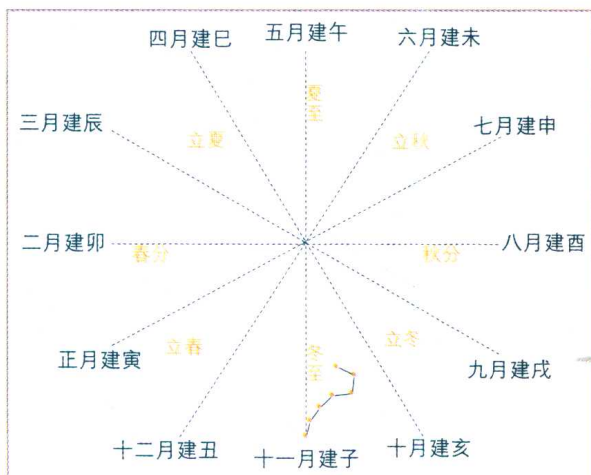 四月建巳
五月建午
六月建未
夏至
三月建辰
立夏
立秋
七月建申
二月建卯
春分
秋分
八月建酉
正月建寅
立春
冬至
立冬
九月建戌
十二月建丑
十一月建子
十月建亥